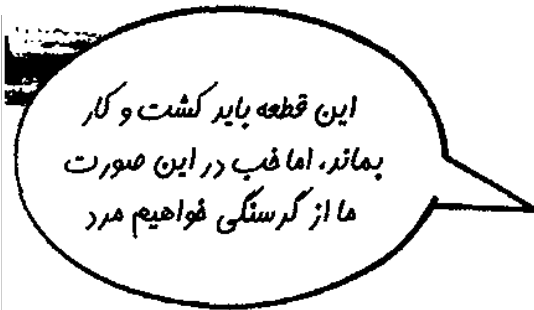 این قطعه باید کشت و کار
بماند، اما خب در این صورت
ما از گرسنگی خواهیم مرد